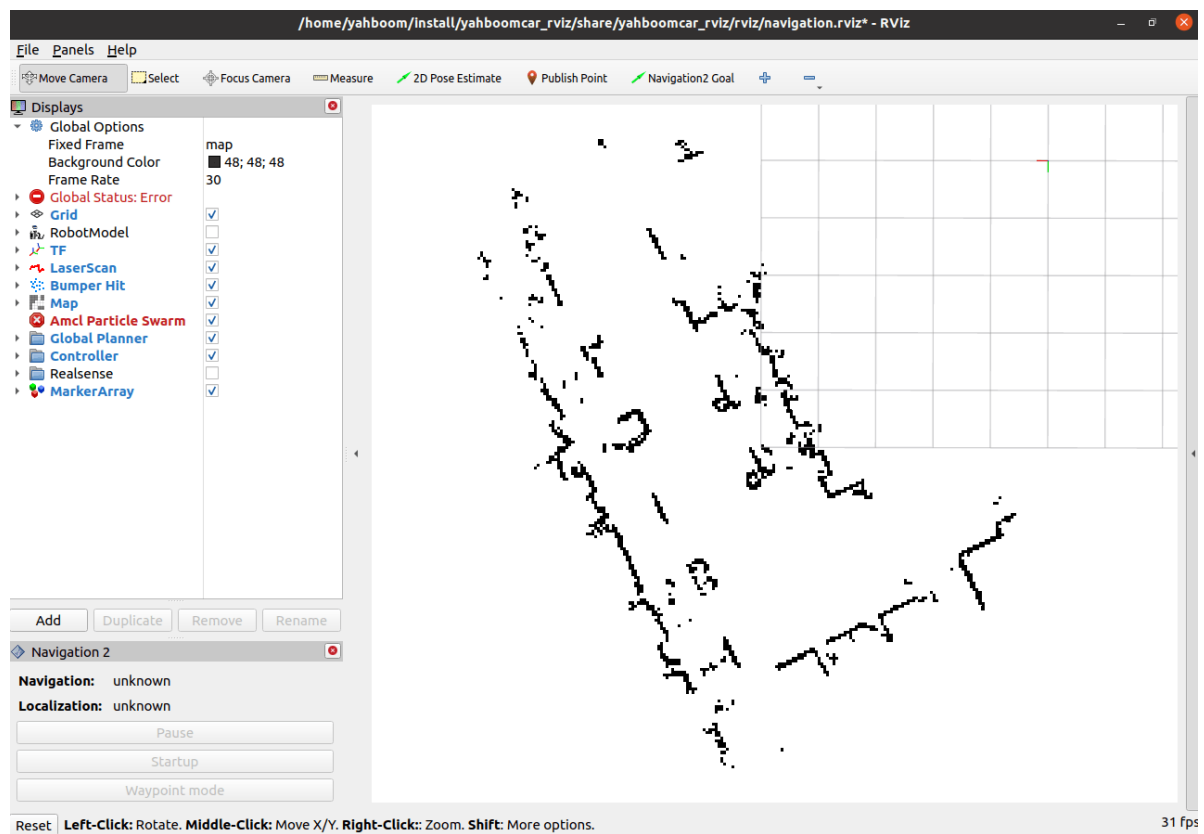 /home/yahboom/install/yahboomcar_rviz/share/yahboomcar_rviz/rviz/navigation.rviz* - RViz
File Panels Help
Move Camera Select Focus Camera Measure 2D Pose Estimate Publish Point Navigation2 Goal
Displays
Global Options
Fixed Frame map
Background Color 48; 48; 48
Frame Rate 30
Global Status: Error
Grid
RobotModel
TF
LaserScan
Bumper Hit
Map
Amcl Particle Swarm
Global Planner
Controller
Realsense
MarkerArray
Add Duplicate Remove Rename
Navigation 2
Navigation: unknown
Localization: unknown
Pause
Startup
Waypoint mode
Reset Left-Click: Rotate. Middle-Click: Move X/Y. Right-Click:: Zoom. Shift: More options. 31 fps